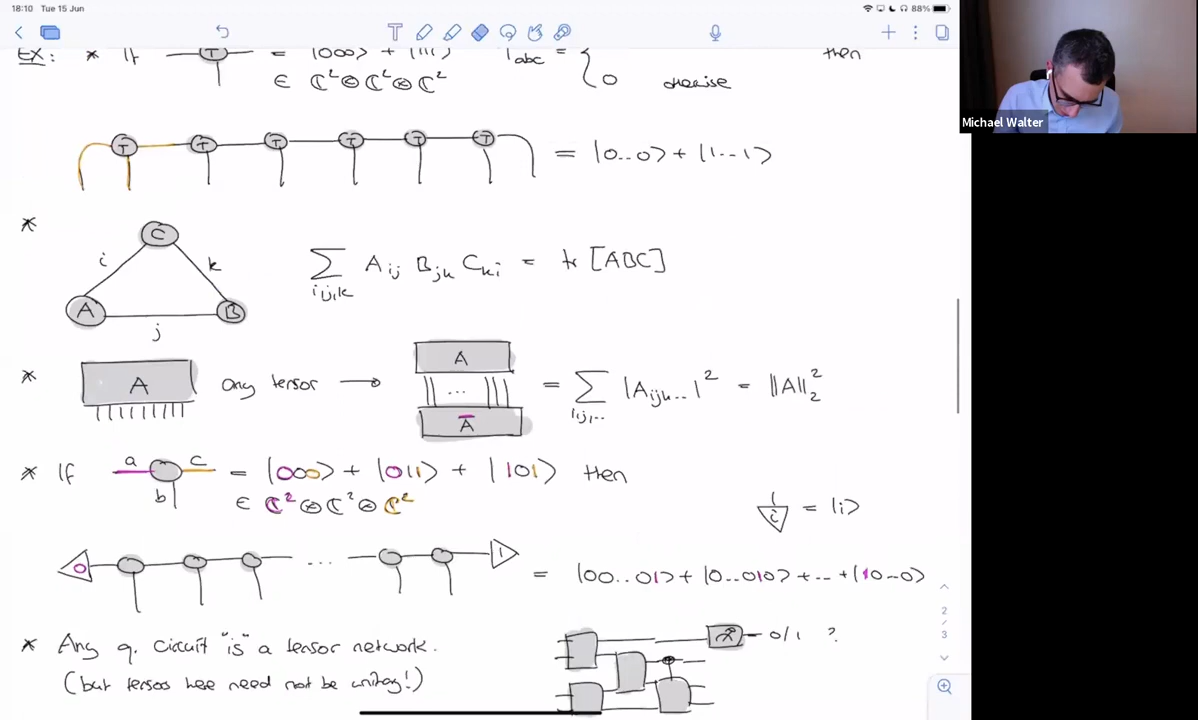 18:10 Tue 15 Jun
88%
Ex: * If T = |000⟩ + |111⟩ T_abc = { 0 otherwise then
∈ ℂ² ⊗ ℂ² ⊗ ℂ²
T T T T T T = |0..0⟩ + |1--1⟩
* C i k A B j ∑_{i,j,k} A_ij B_jk C_ki = tr [ABC]
* A Any tensor → A ... Ā = ∑_{i,j,..} |A_ijk..|² = ‖A‖₂²
* If a c b = |000⟩ + |011⟩ + |101⟩ then
∈ ℂ² ⊗ ℂ² ⊗ ℂ²
i = |i⟩
0 ... 1 = |00..01⟩ + |0..010⟩ + -- + |10--0⟩
* Any q. circuit "is" a tensor network. 0/1 ?
(but tensors here need not be unitary!)
Michael Walter
2
/
3